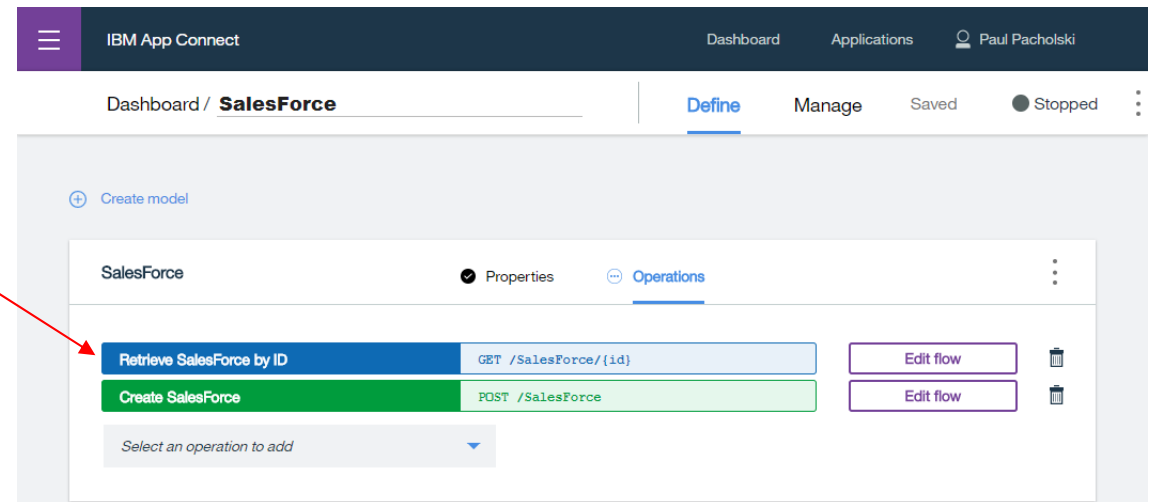 IBM App Connect Dashboard Applications Paul Pacholski
Dashboard / SalesForce Define Manage Saved Stopped
Create model
SalesForce Properties Operations
Retrieve SalesForce by ID GET /SalesForce/{id} Edit flow
Create SalesForce POST /SalesForce Edit flow
Select an operation to add